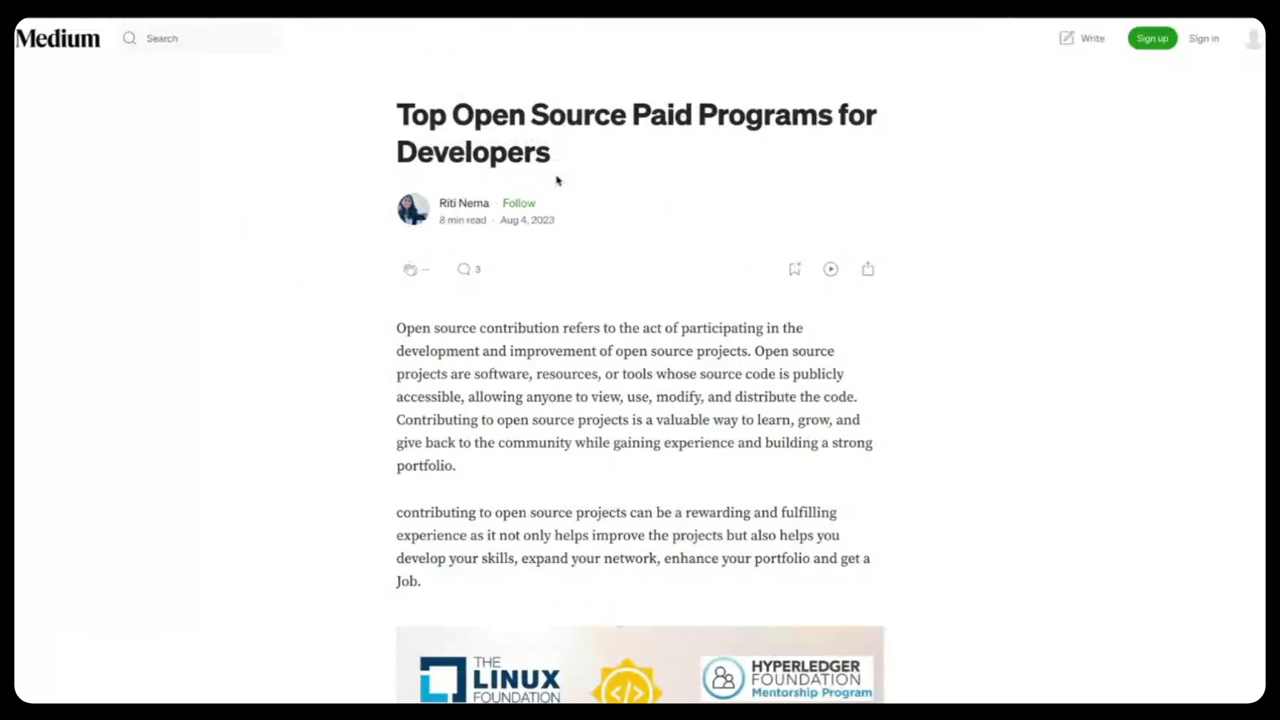 Medium
Search
Write
Sign up
Sign in
Top Open Source Paid Programs for
Developers
Riti Nema · Follow
8 min read · Aug 4, 2023
--
3
Open source contribution refers to the act of participating in the
development and improvement of open source projects. Open source
projects are software, resources, or tools whose source code is publicly
accessible, allowing anyone to view, use, modify, and distribute the code.
Contributing to open source projects is a valuable way to learn, grow, and
give back to the community while gaining experience and building a strong
portfolio.
contributing to open source projects can be a rewarding and fulfilling
experience as it not only helps improve the projects but also helps you
develop your skills, expand your network, enhance your portfolio and get a
Job.
THE
LINUX
FOUNDATION
</>
HYPERLEDGER
FOUNDATION
Mentorship Program